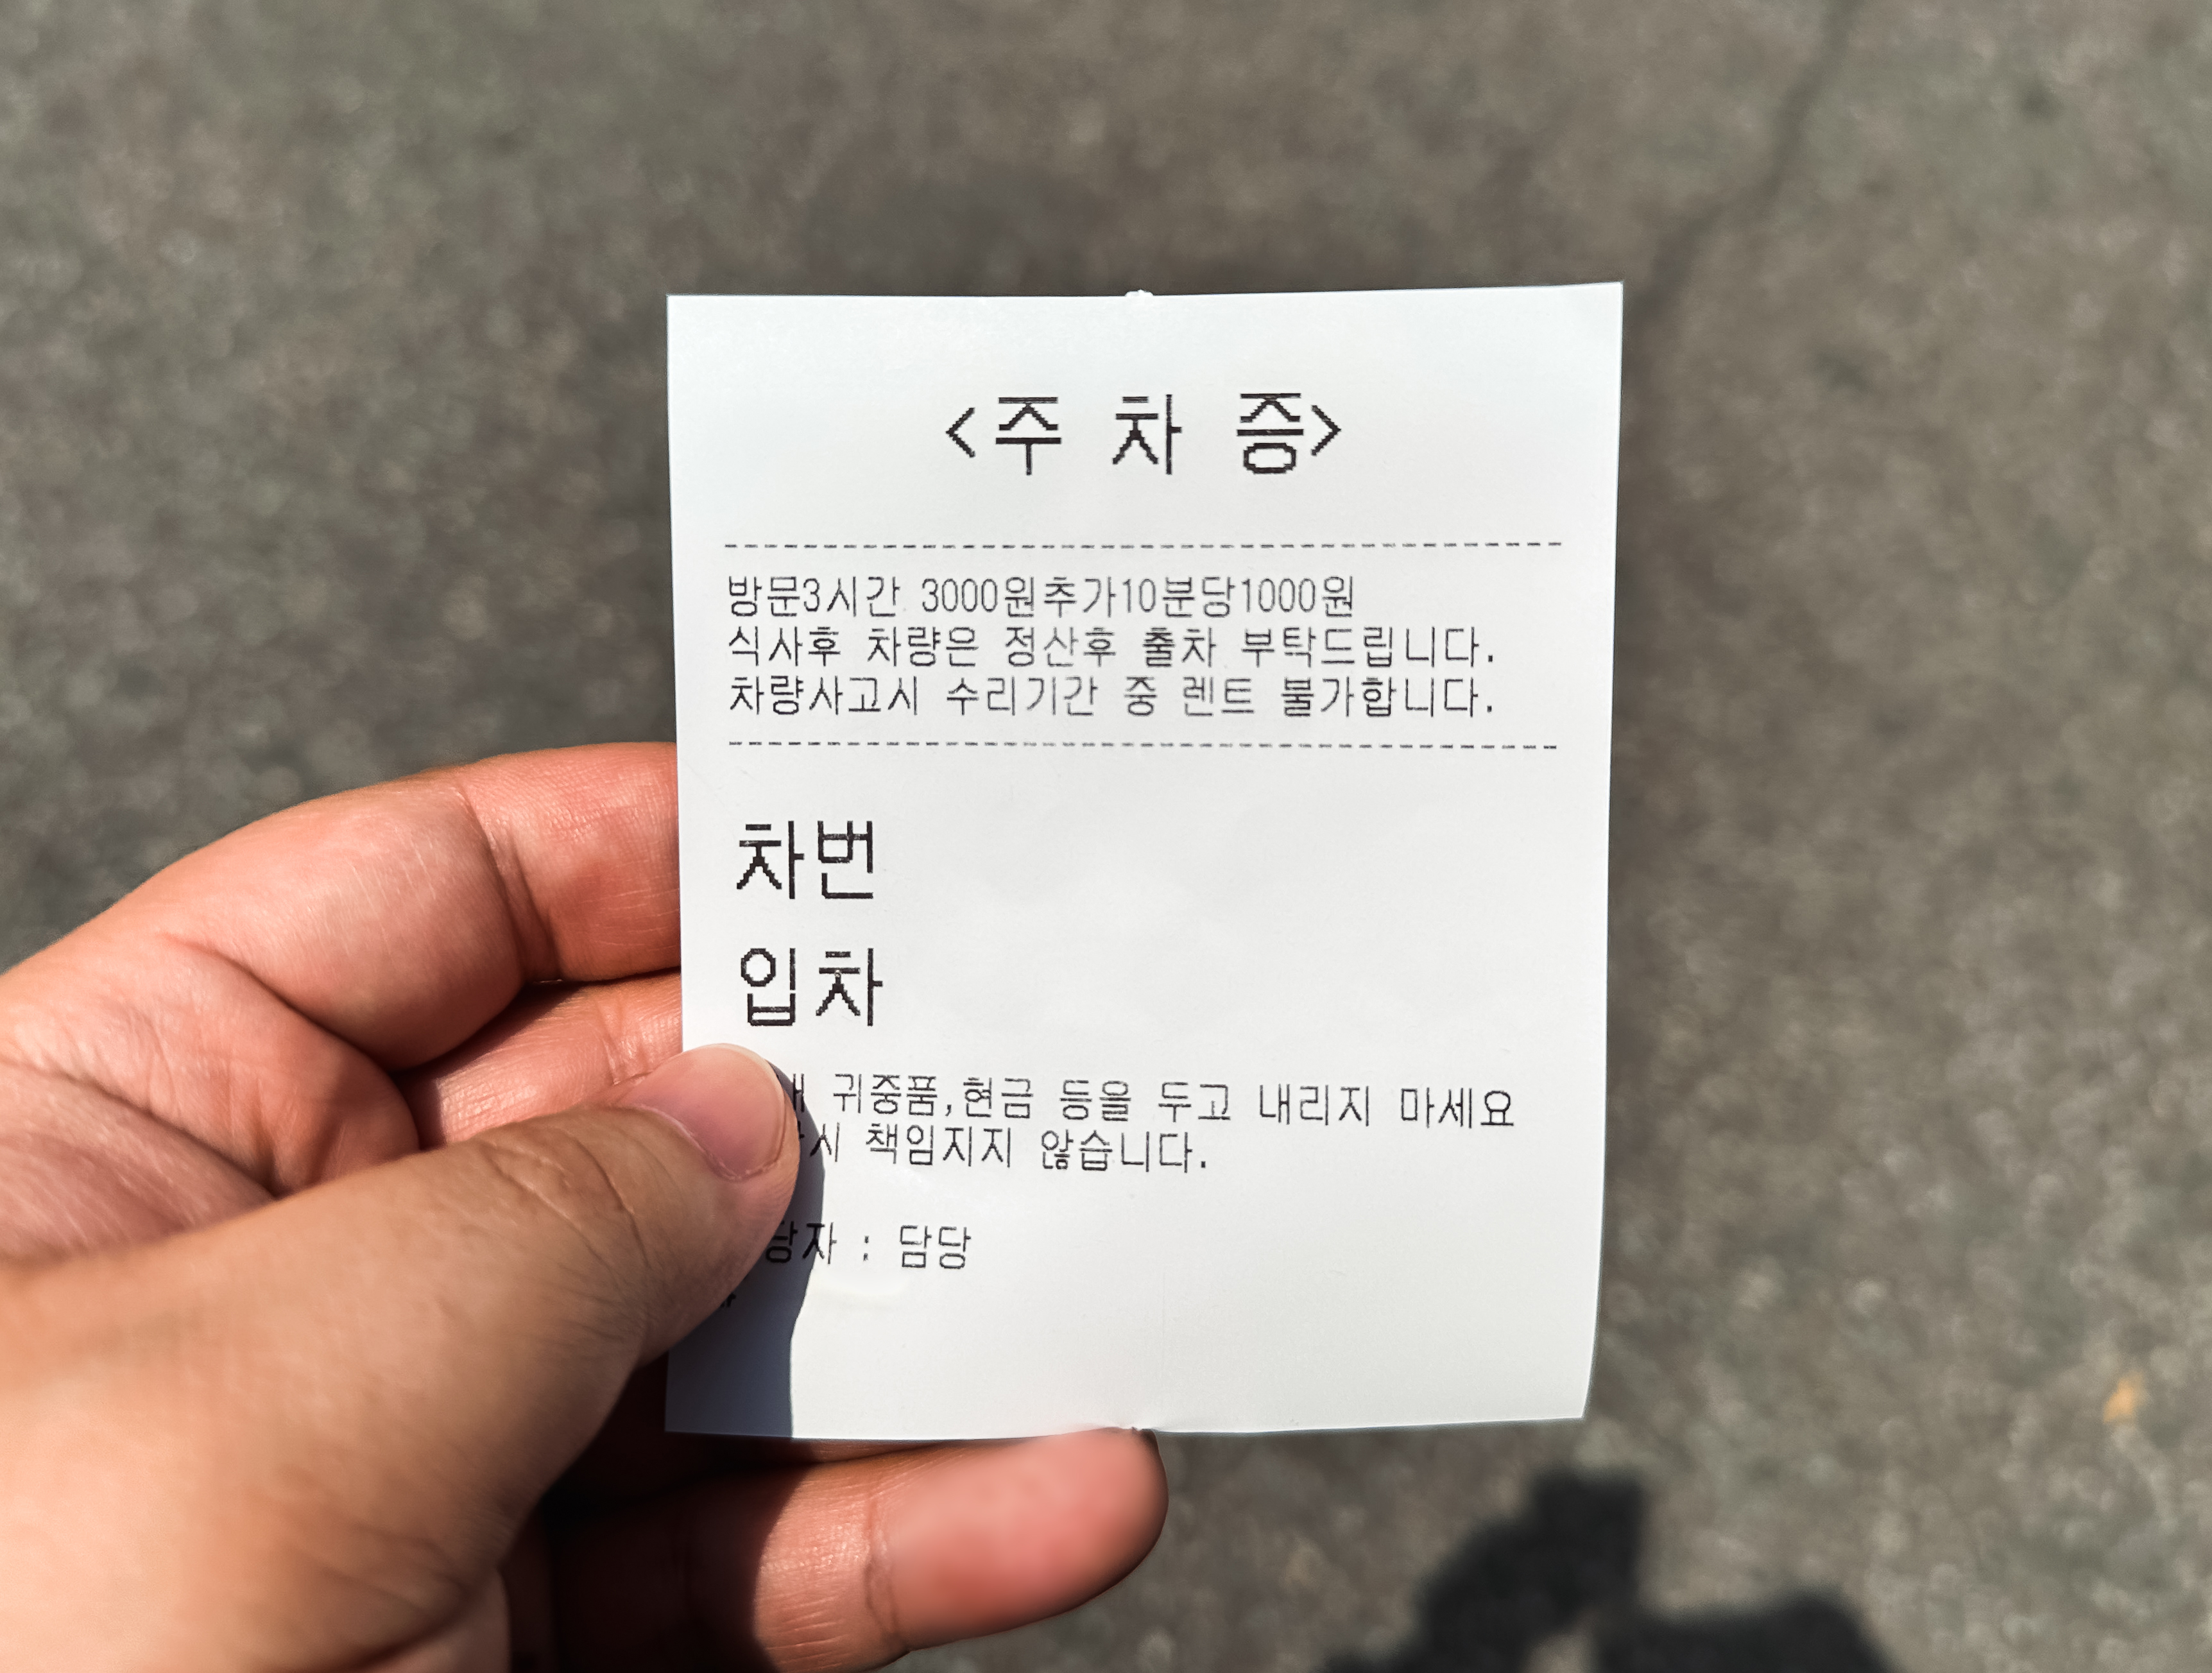 <주 차 증>
방문3시간 3000원추가10분당1000원
식사후 차량은 정산후 출차 부탁드립니다.
차량사고시 수리기간 중 렌트 불가합니다.
차번
입차
귀중품,현금 등을 두고 내리지 마세요
책임지지 않습니다.
: 담당